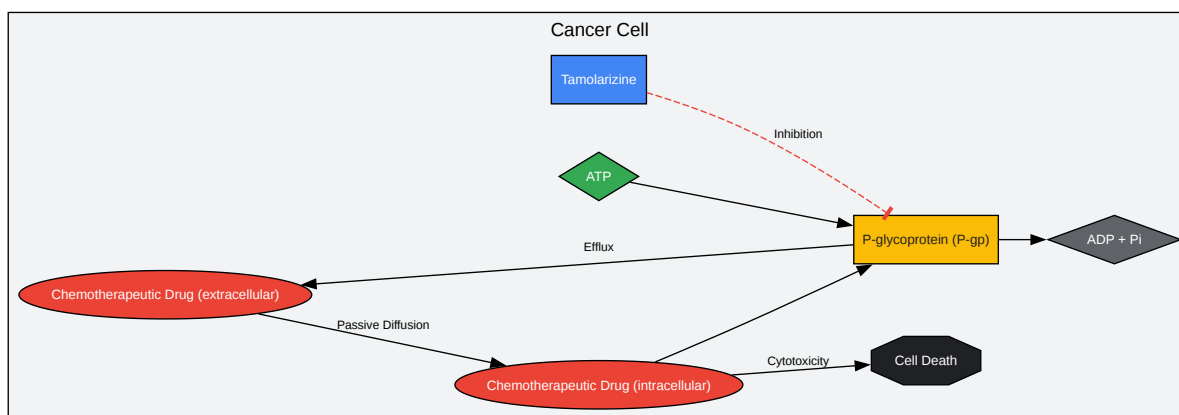 Cancer Cell
Tamolarizine
Inhibition
ATP
P-glycoprotein (P-gp)
ADP + Pi
Efflux
Chemotherapeutic Drug (extracellular)
Passive Diffusion
Cytotoxicity
Cell Death
Chemotherapeutic Drug (intracellular)